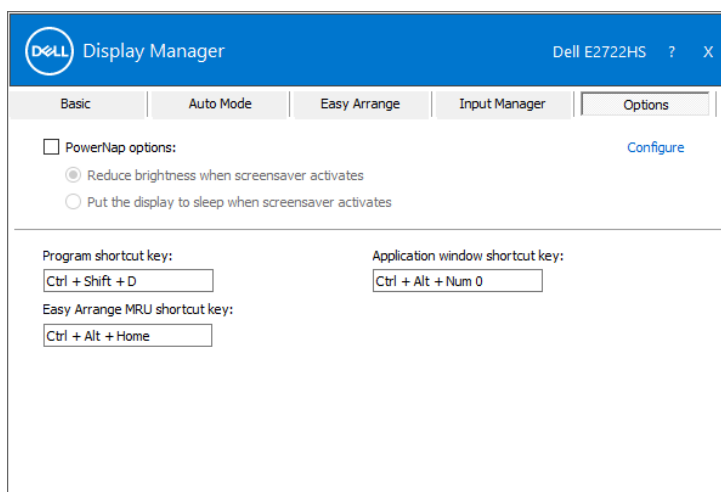 DELL Display Manager Dell E2722HS ? X
Basic Auto Mode Easy Arrange Input Manager Options
PowerNap options: Configure
Reduce brightness when screensaver activates
Put the display to sleep when screensaver activates
Program shortcut key: Application window shortcut key:
Ctrl + Shift + D Ctrl + Alt + Num 0
Easy Arrange MRU shortcut key:
Ctrl + Alt + Home